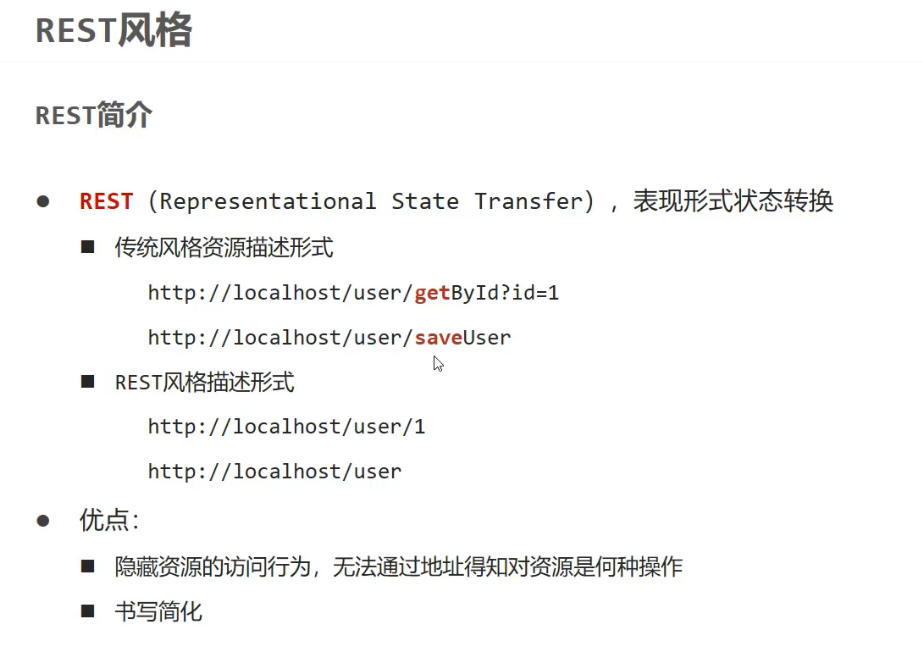 REST风格
REST简介
● REST（Representational State Transfer），表现形式状态转换
■ 传统风格资源描述形式
http://localhost/user/getById?id=1
http://localhost/user/saveUser
■ REST风格描述形式
http://localhost/user/1
http://localhost/user
● 优点：
■ 隐藏资源的访问行为，无法通过地址得知对资源是何种操作
■ 书写简化